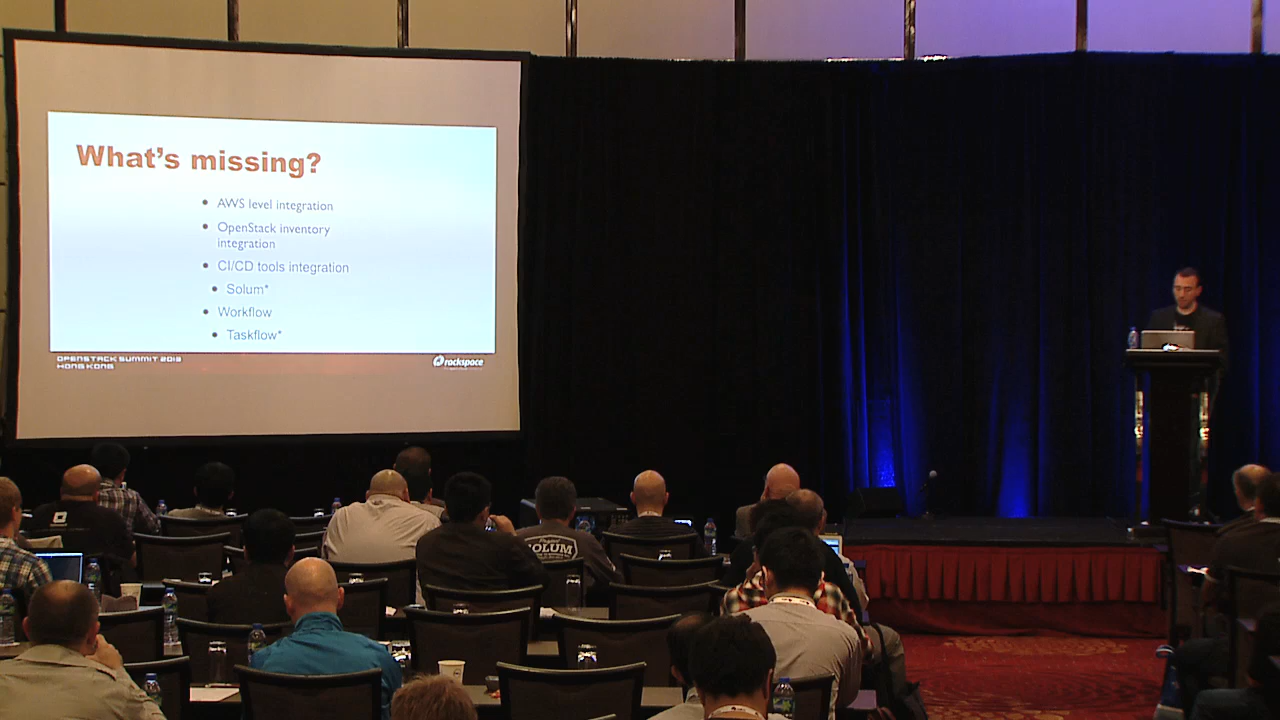 What's missing?
• AWS level integration
• OpenStack inventory
integration
• CI/CD tools integration
• Solum*
• Workflow
• Taskflow*
OPENSTACK SUMMIT 2013
HONG KONG
rackspace
Project
SOLUM